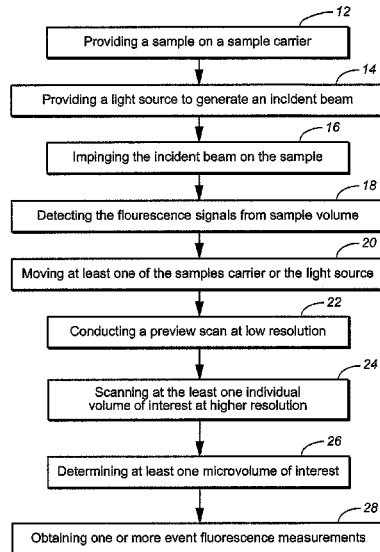 12
Providing a sample on a sample carrier
14
Providing a light source to generate an incident beam
16
Impinging the incident beam on the sample
18
Detecting the flourescence signals from sample volume
20
Moving at least one of the samples carrier or the light source
22
Conducting a preview scan at low resolution
24
Scanning at the least one individual
volume of interest at higher resolution
26
Determining at least one microvolume of interest
28
Obtaining one or more event fluorescence measurements